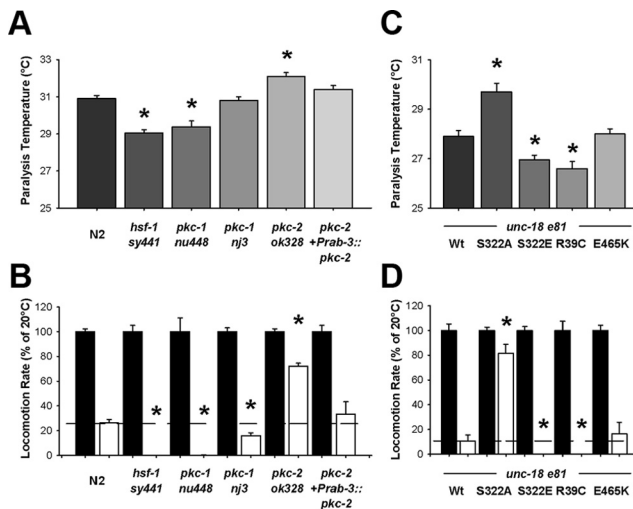 A
Paralysis Temperature (°C)
33
31
29
27
25
*
*
*
N2
hsf-1 sy441
pkc-1 nu448
pkc-1 nj3
pkc-2 ok328
pkc-2 +Prab-3:: pkc-2
B
Locomotion Rate (% of 20°C)
120
100
80
60
40
20
0
*
*
*
*
N2
hsf-1 sy441
pkc-1 nu448
pkc-1 nj3
pkc-2 ok328
pkc-2 +Prab-3:: pkc-2
C
Paralysis Temperature (°C)
31
29
27
25
*
*
*
unc-18 e81
Wt S322A S322E R39C E465K
D
Locomotion Rate (% of 20°C)
120
100
80
60
40
20
0
*
*
*
Wt S322A S322E R39C E465K
unc-18 e81